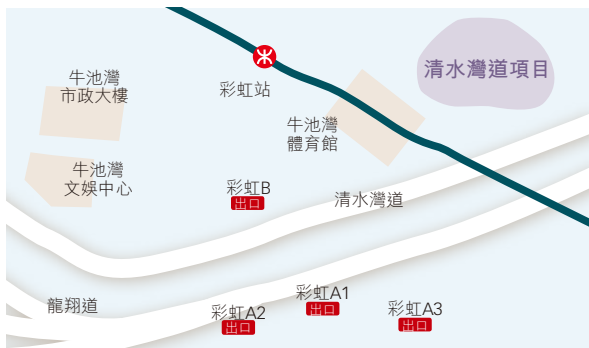 清水灣道項目
牛池灣
市政大樓
彩虹站
牛池灣
體育館
牛池灣
文娛中心
彩虹B
出口
清水灣道
龍翔道
彩虹A1
出口
彩虹A2
出口
彩虹A3
出口